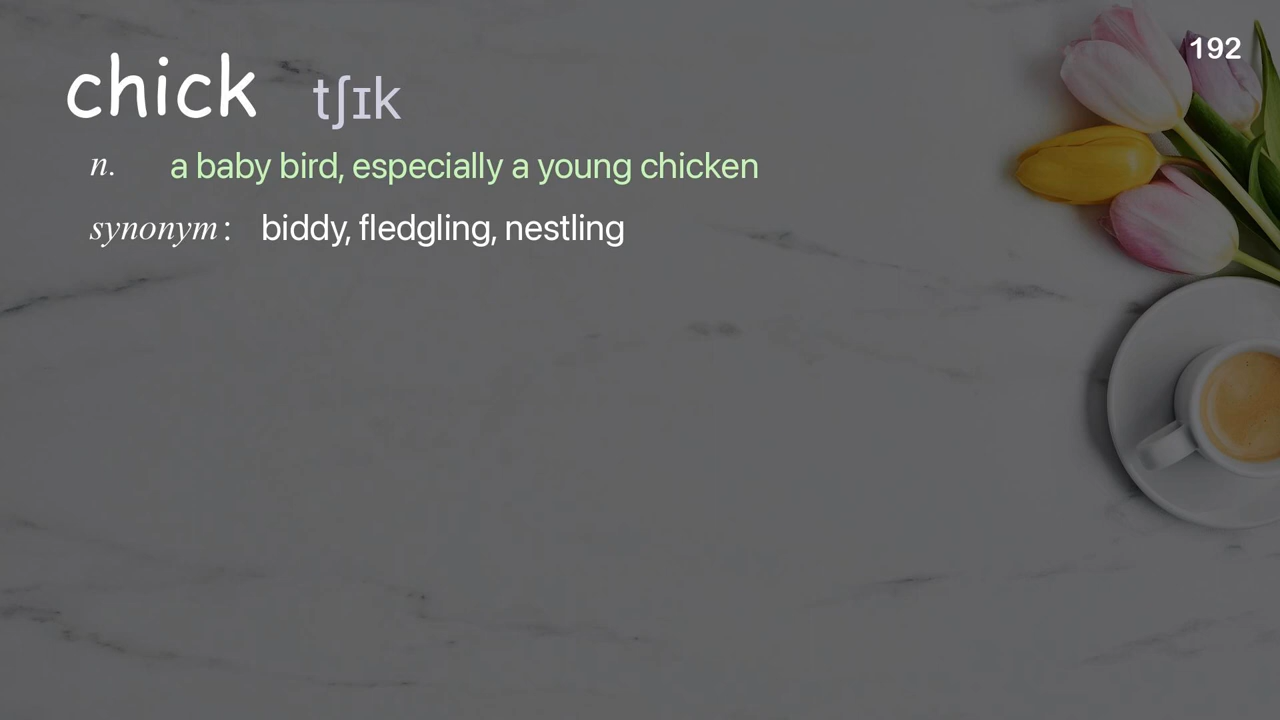 192
chick tʃɪk
n. a baby bird, especially a young chicken
synonym: biddy, fledgling, nestling